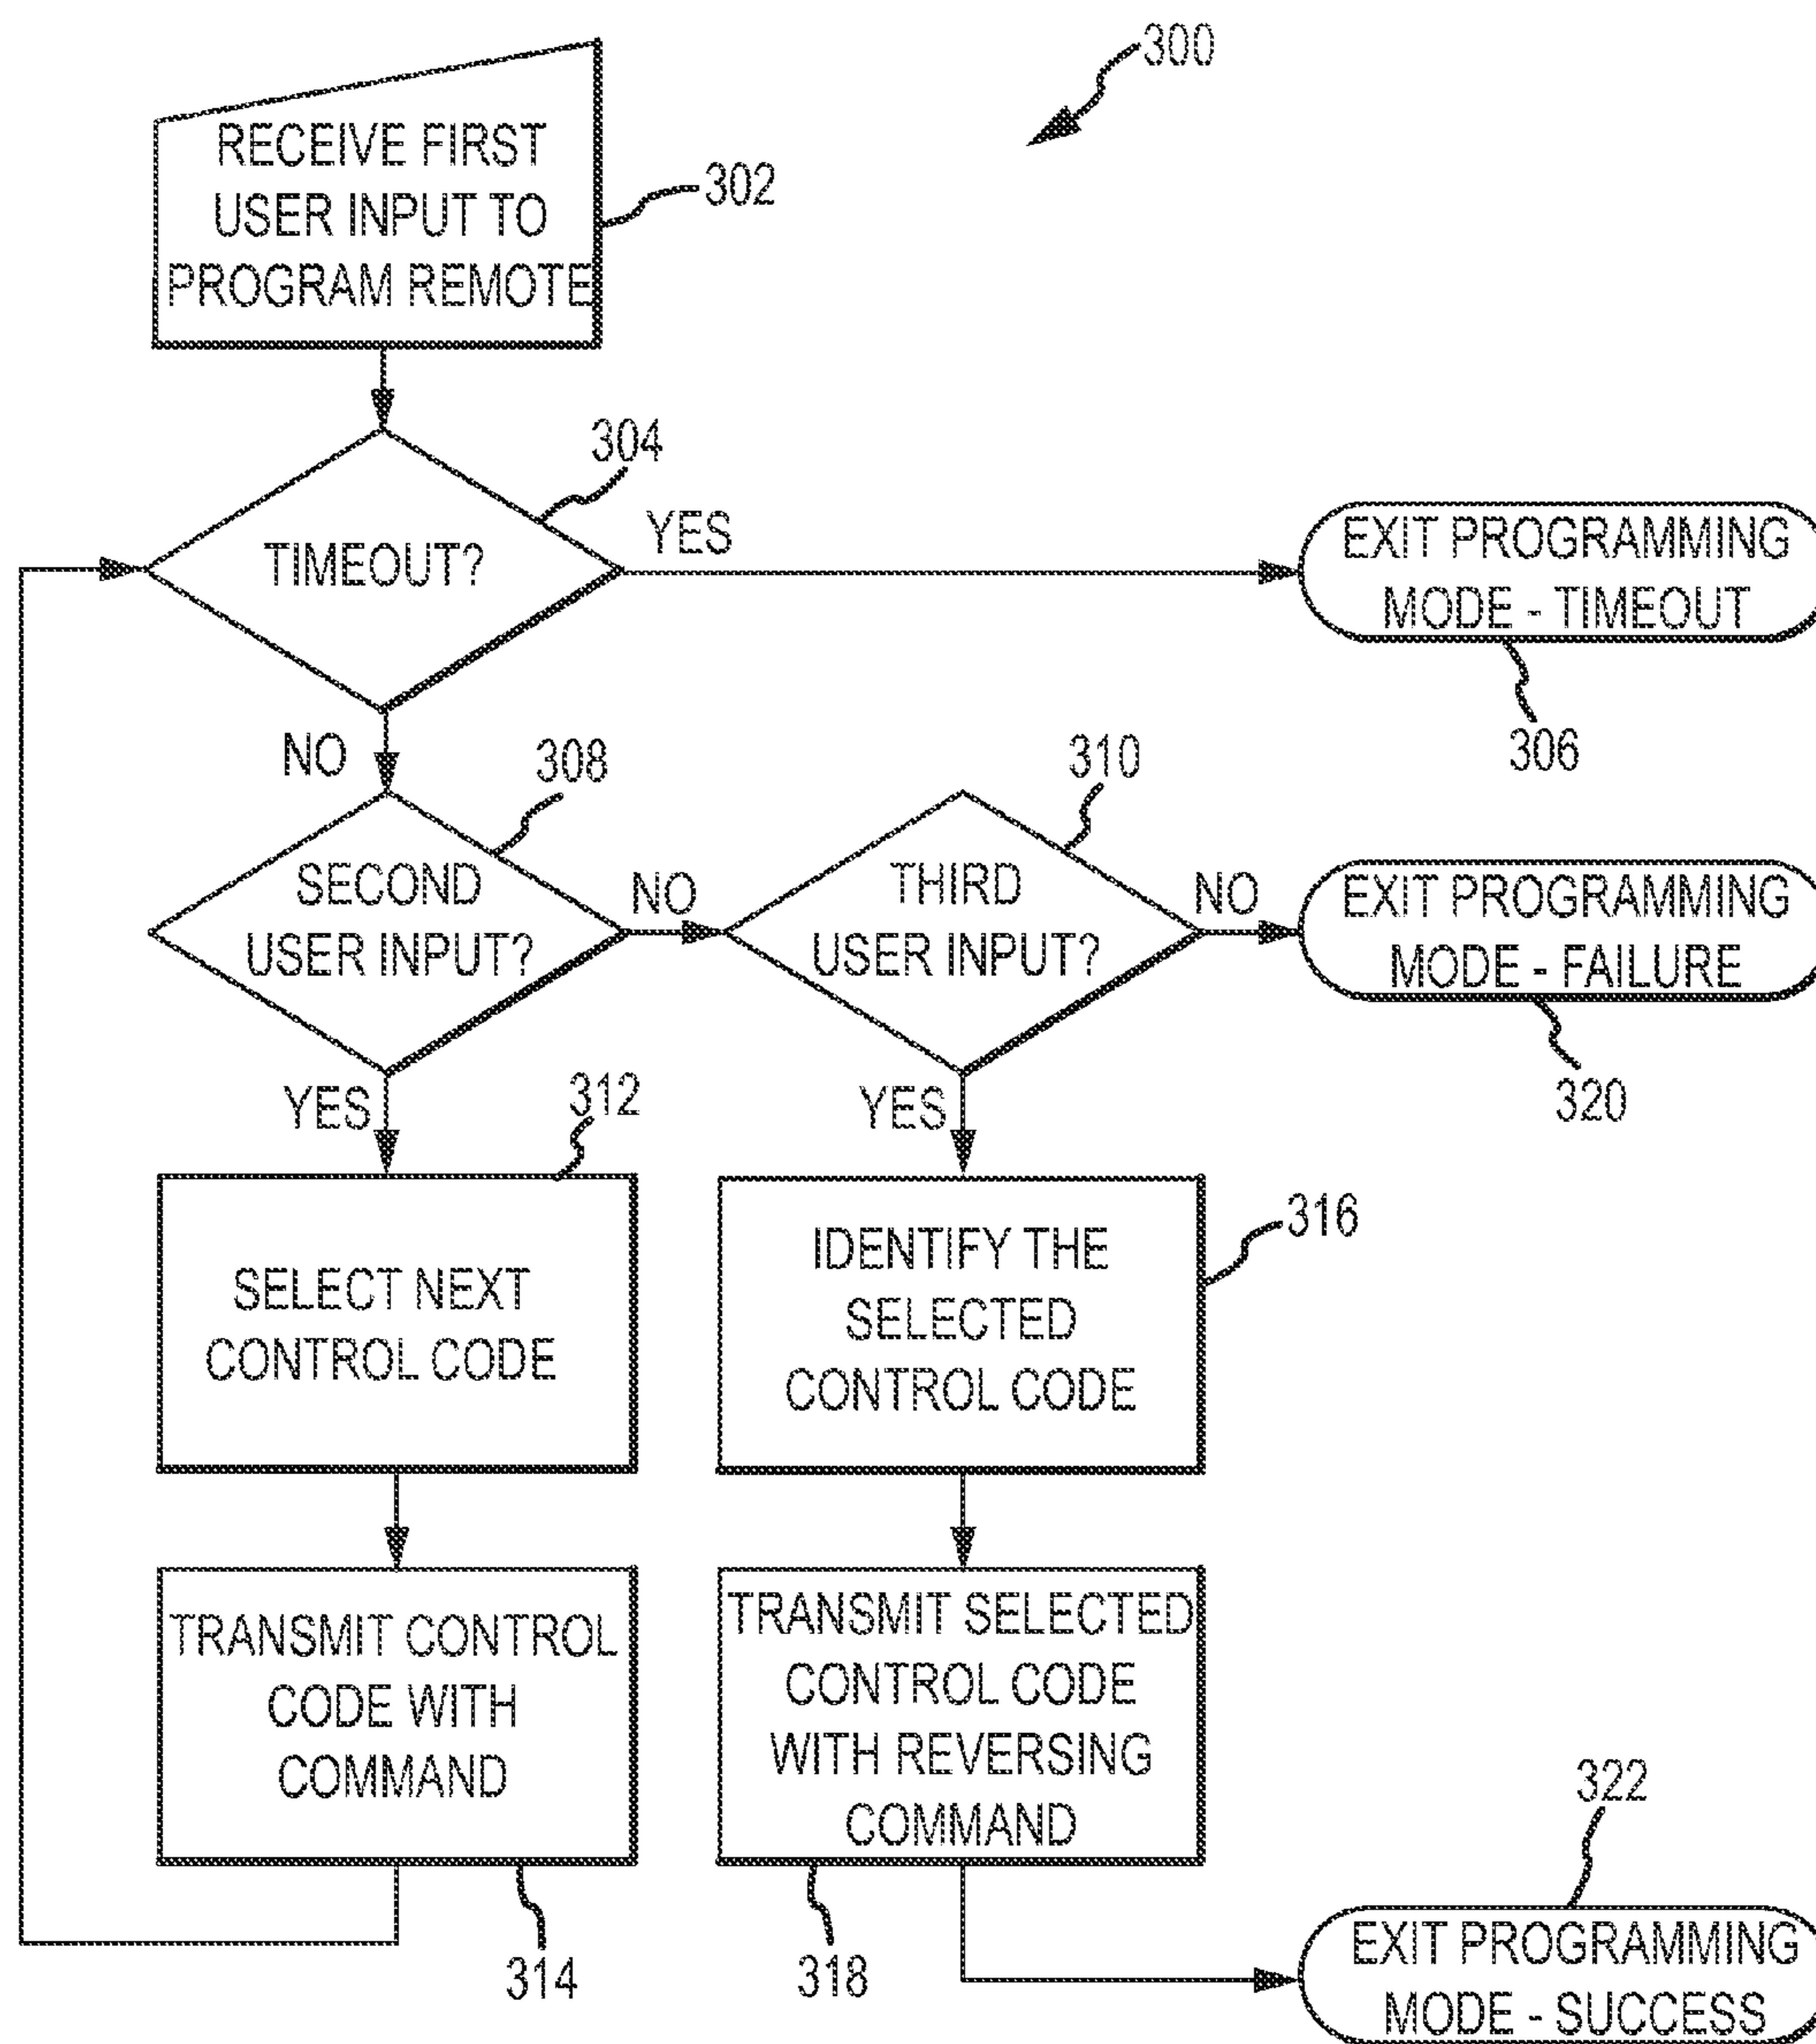 300
RECEIVE FIRST
USER INPUT TO
PROGRAM REMOTE
302
304
TIMEOUT?
YES
EXIT PROGRAMMING
MODE - TIMEOUT
306
NO
308
310
SECOND
USER INPUT?
NO
THIRD
USER INPUT?
NO
EXIT PROGRAMMING
MODE - FAILURE
320
YES
312
YES
SELECT NEXT
CONTROL CODE
IDENTIFY THE
SELECTED
CONTROL CODE
316
TRANSMIT CONTROL
CODE WITH
COMMAND
314
TRANSMIT SELECTED
CONTROL CODE
WITH REVERSING
COMMAND
318
322
EXIT PROGRAMMING
MODE - SUCCESS